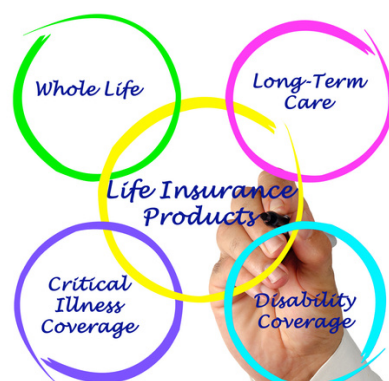 Whole Life
Long-Term
Care
Life Insurance
Products
Critical
Illness
Coverage
Disability
Coverage